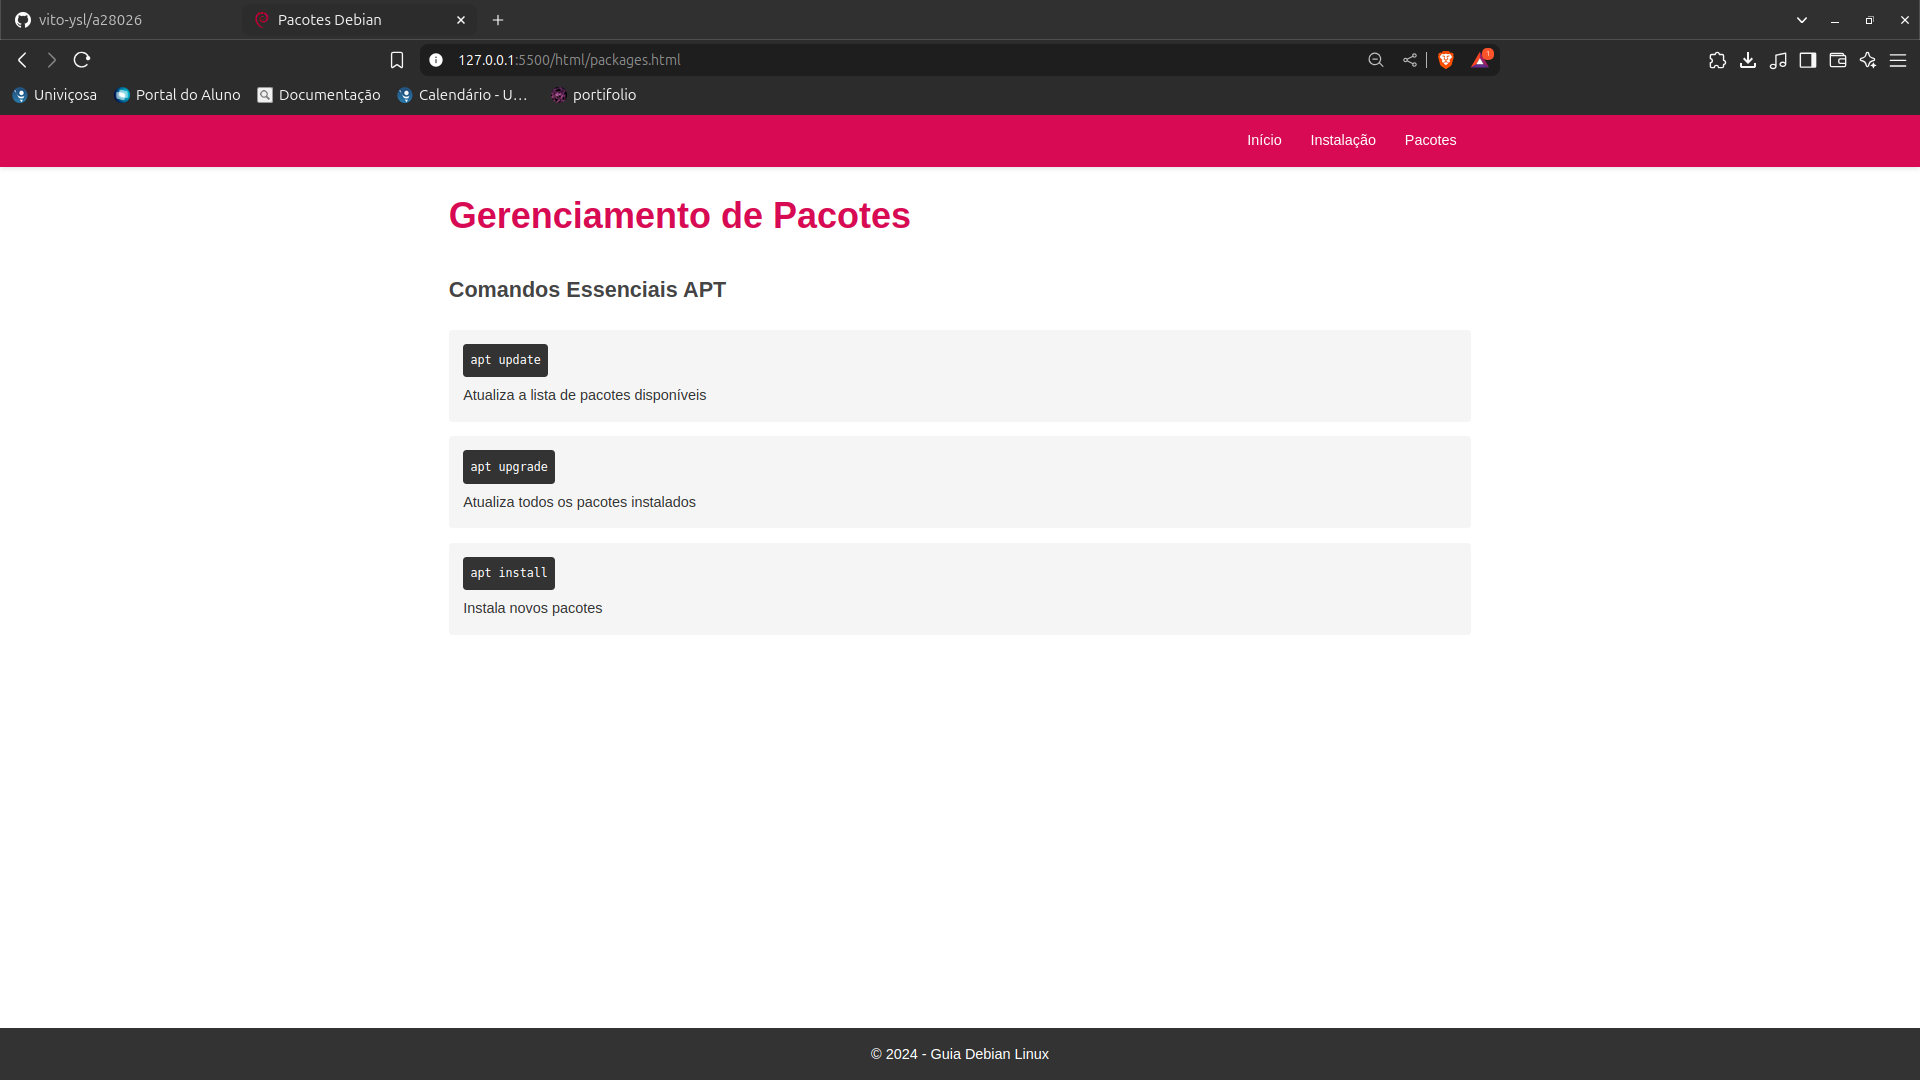 vito-ysl/a28026
Pacotes Debian
127.0.0.1:5500/html/packages.html
1
Univiçosa
Portal do Aluno
Documentação
Calendário - U…
portifolio
Início
Instalação
Pacotes
Gerenciamento de Pacotes
Comandos Essenciais APT
apt update
Atualiza a lista de pacotes disponíveis
apt upgrade
Atualiza todos os pacotes instalados
apt install
Instala novos pacotes
© 2024 - Guia Debian Linux